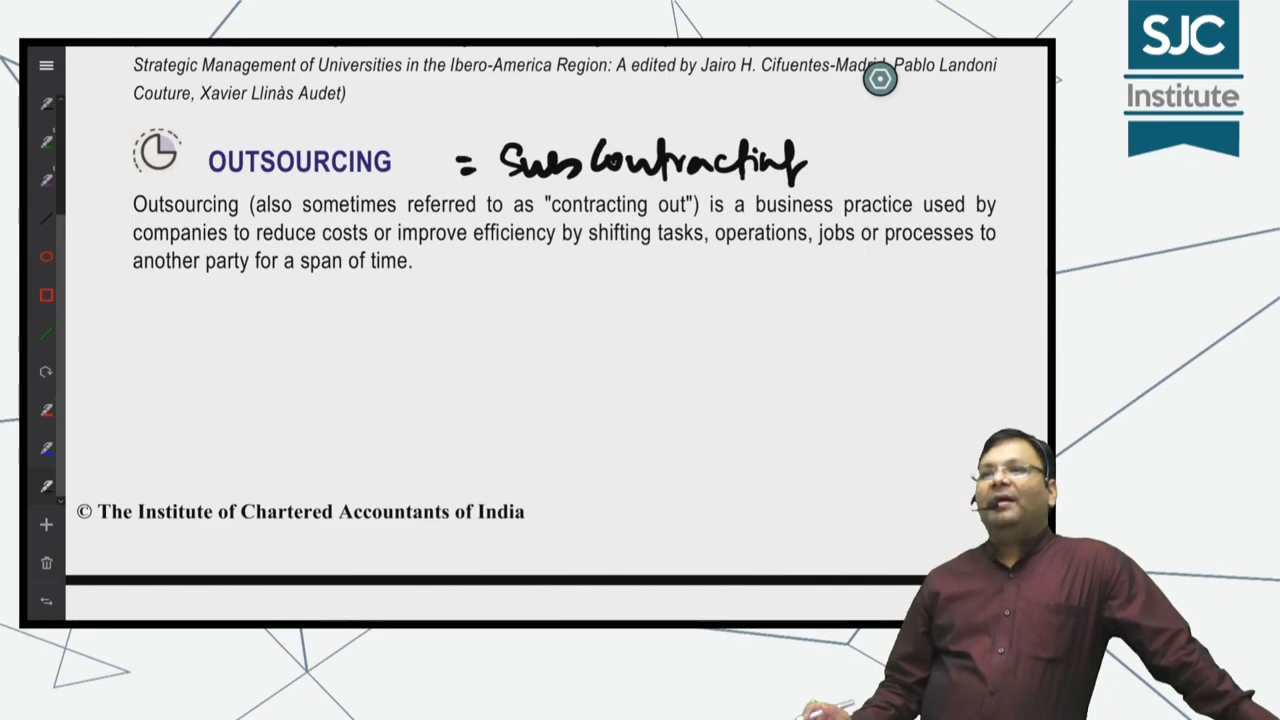 SJC
Institute
Strategic Management of Universities in the Ibero-America Region: A edited by Jairo H. Cifuentes-Madrid, Pablo Landoni
Couture, Xavier Llinàs Audet)
OUTSOURCING = Sub Contracting
Outsourcing (also sometimes referred to as "contracting out") is a business practice used by
companies to reduce costs or improve efficiency by shifting tasks, operations, jobs or processes to
another party for a span of time.
© The Institute of Chartered Accountants of India